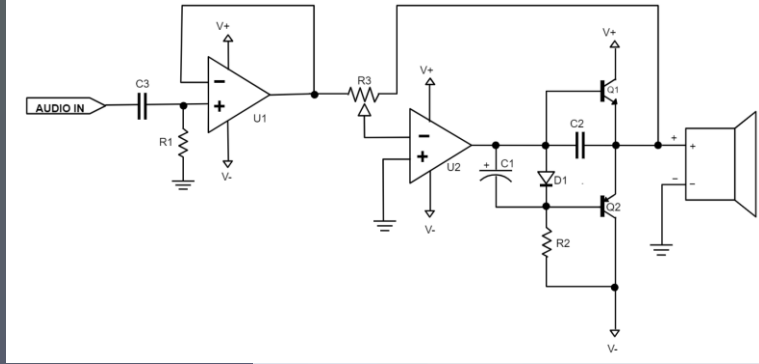 V+
C3
AUDIO IN
R1
−
+
U1
V-
R3
V+
−
+
U2
V-
+ C1
C2
D1
R2
V+
Q1
Q2
V-
+
+
−
−